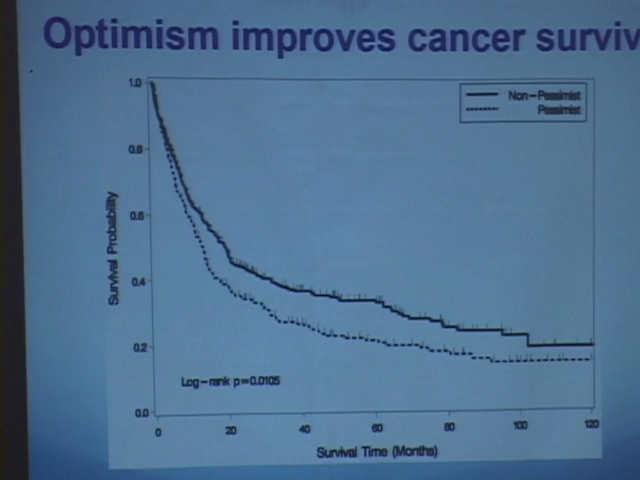 Optimism improves cancer surviv
Non-Pessimist
Pessimist
1.0
0.8
0.6
0.4
0.2
0.0
Survival Probability
Log-rank p=0.0105
0 20 40 60 80 100 120
Survival Time (Months)